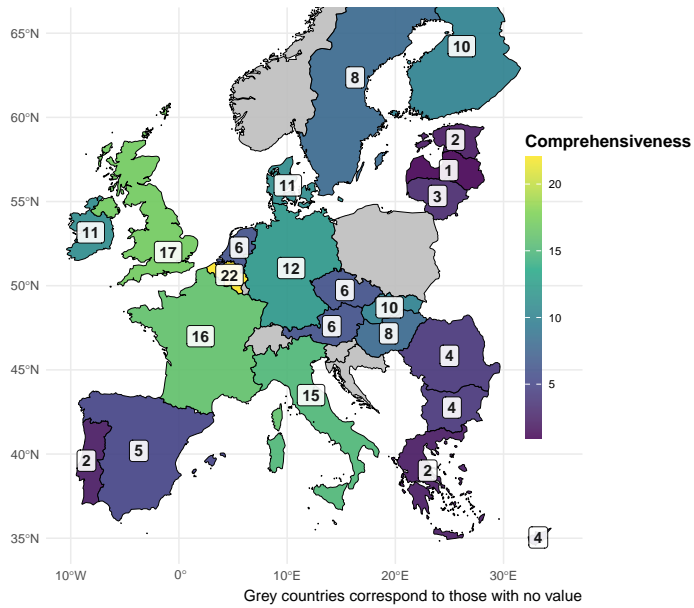 65°N
10
8
60°N
2
Comprehensiveness
1
20
11
3
55°N
11
6
17
15
12
22
50°N
6
10
10
6
8
16
4
5
45°N
15
4
5
2
2
40°N
4
35°N
10°W
0°
10°E
20°E
30°E
Grey countries correspond to those with no value